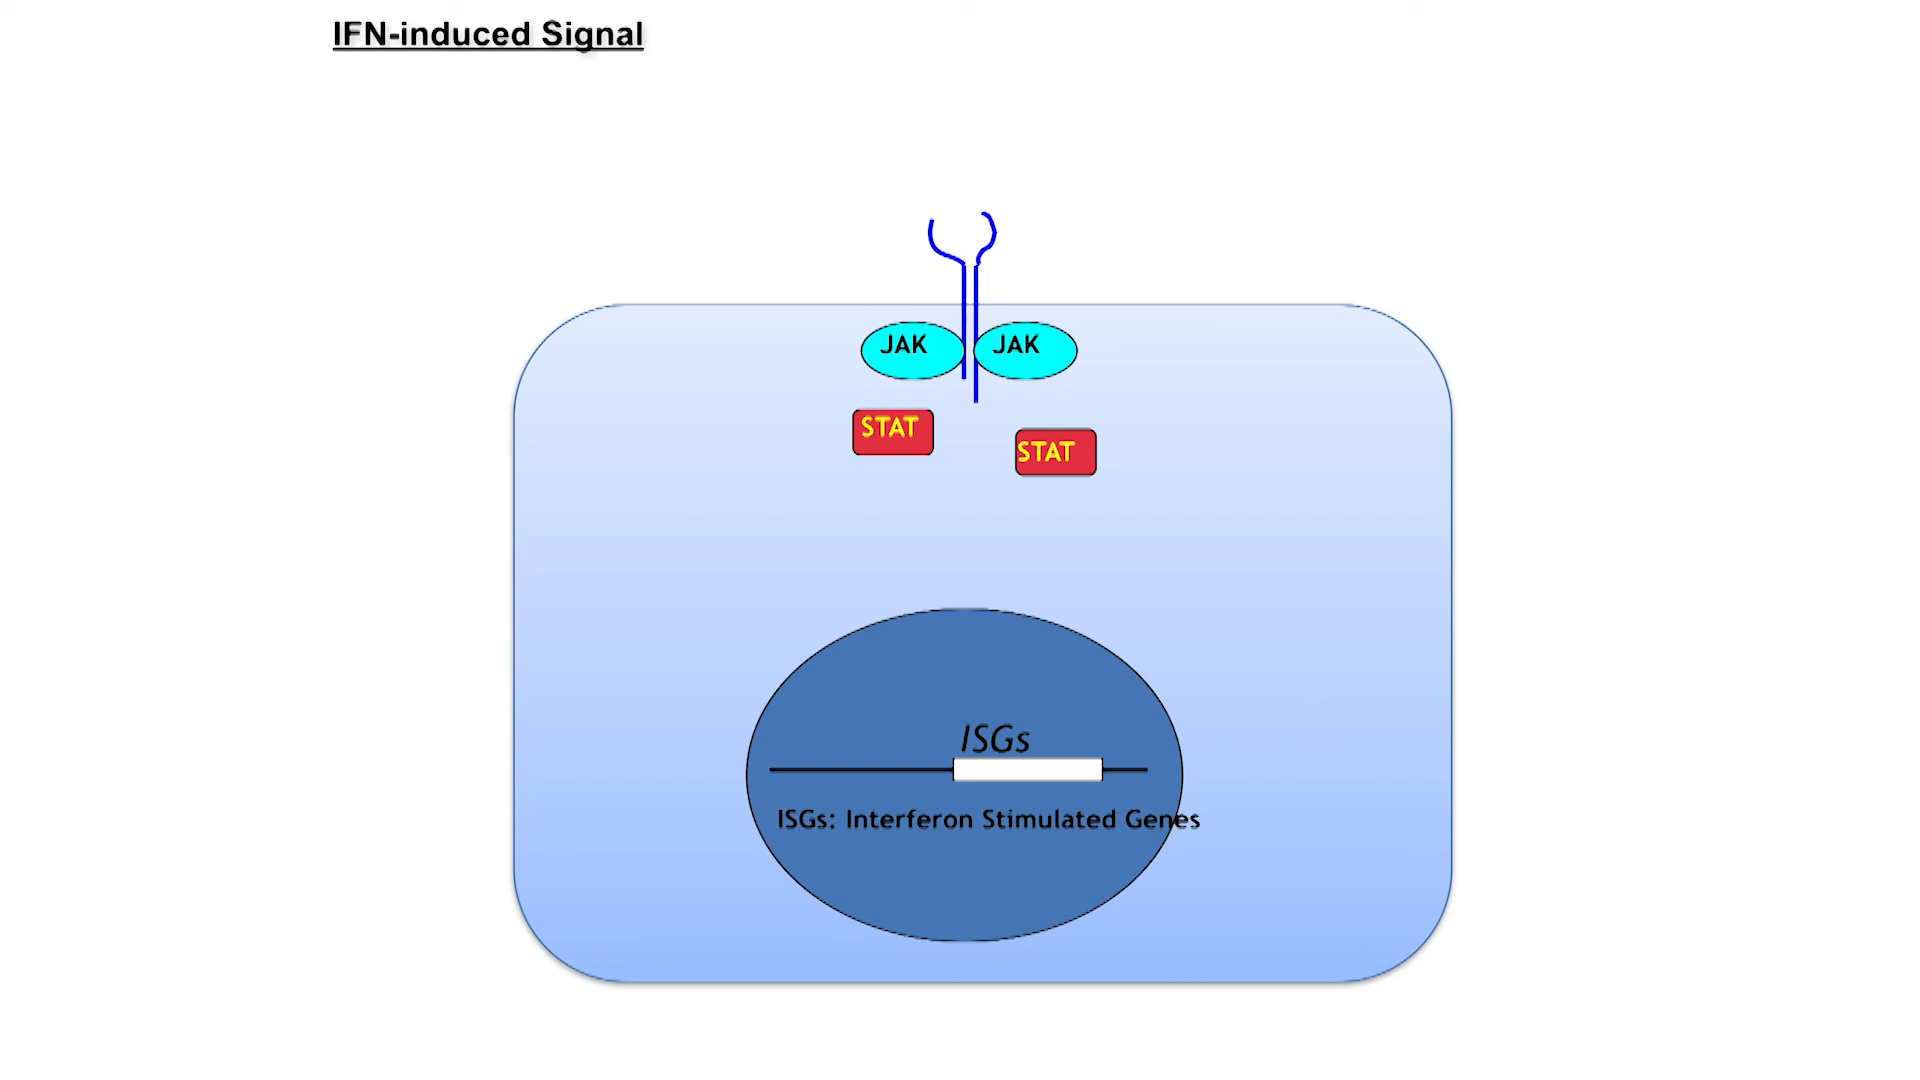 IFN-induced Signal
JAK
JAK
STAT
STAT
ISGs
ISGs: Interferon Stimulated Genes